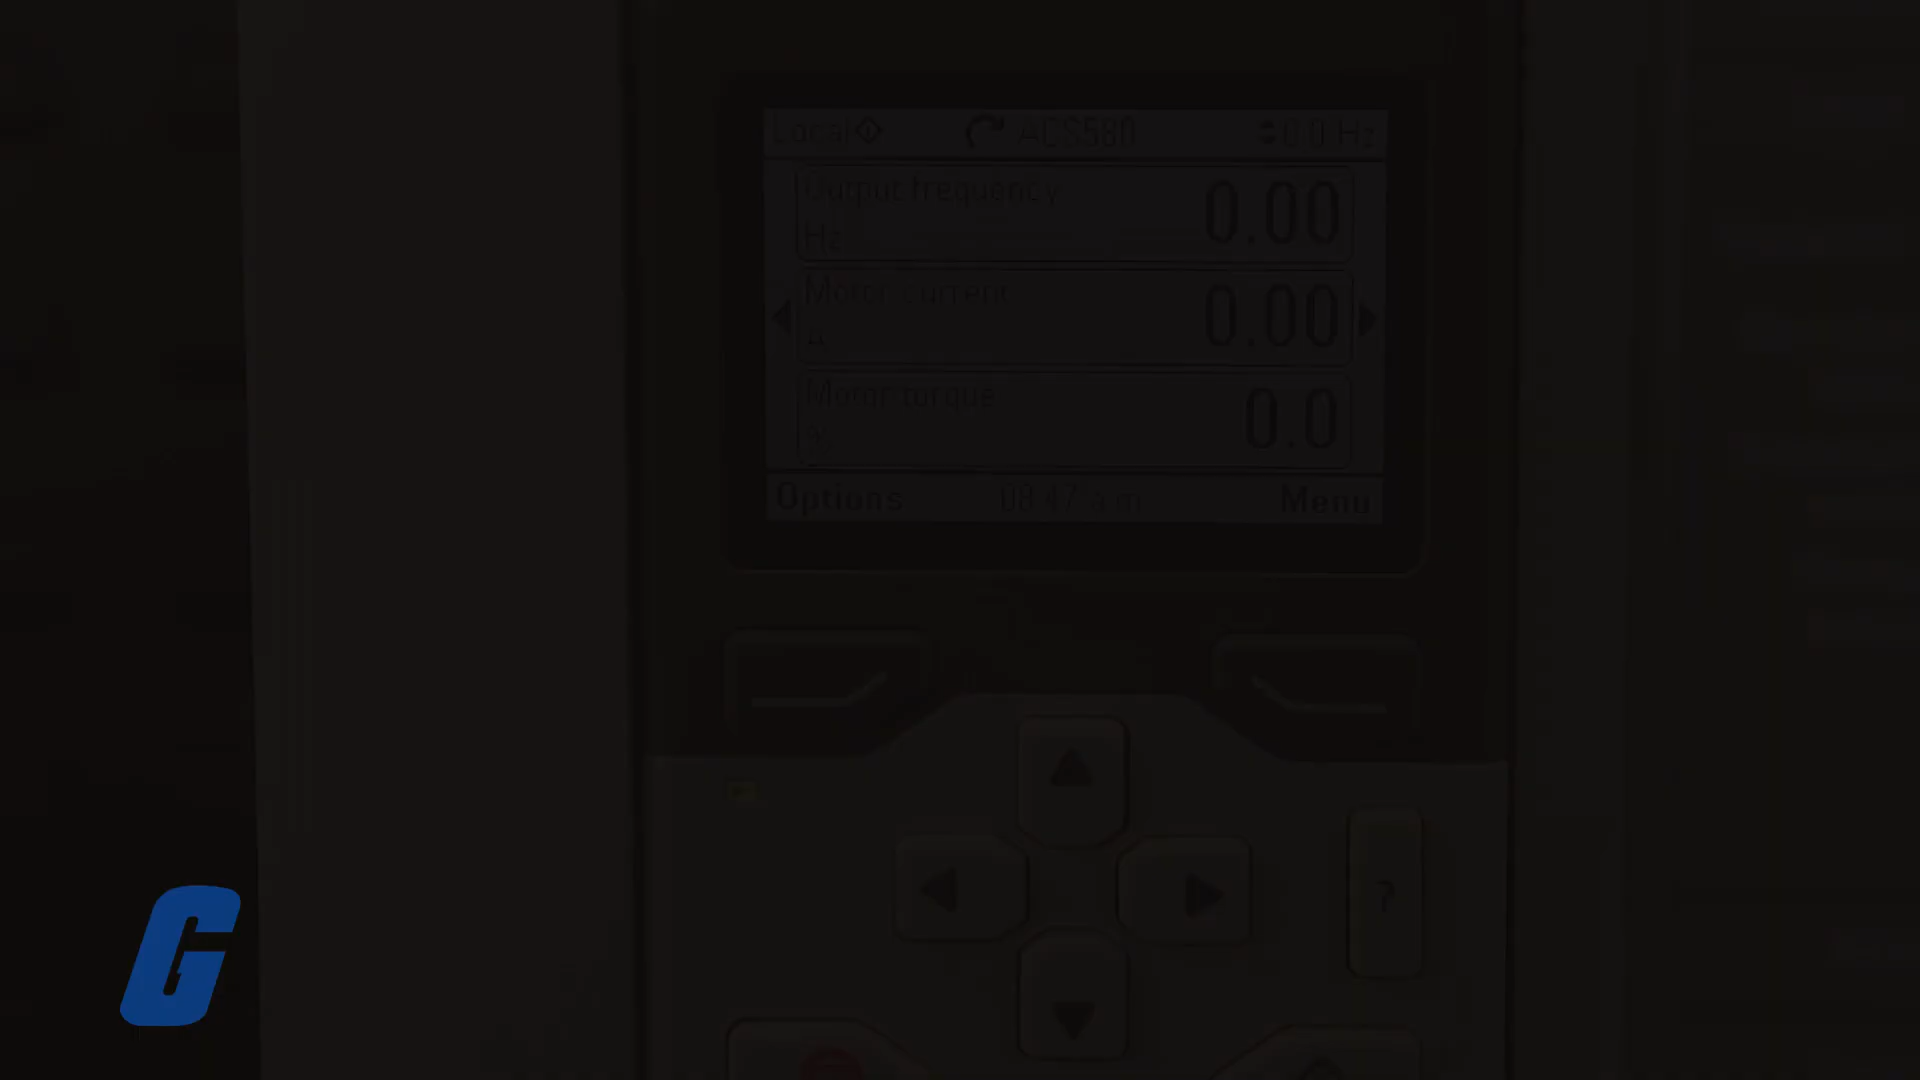 Local ACS580 0.0 Hz
Output frequency 0.00
Hz
Motor current 0.00
A
Motor torque 0.0
%
Options 08:47 a.m. Menu
?
G